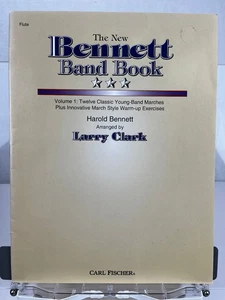 Flute
The New
Bennett
Band Book
Volume 1: Twelve Classic Young-Band Marches
Plus Innovative March Style Warm-up Exercises
Harold Bennett
Arranged by
Larry Clark
CARL FISCHER